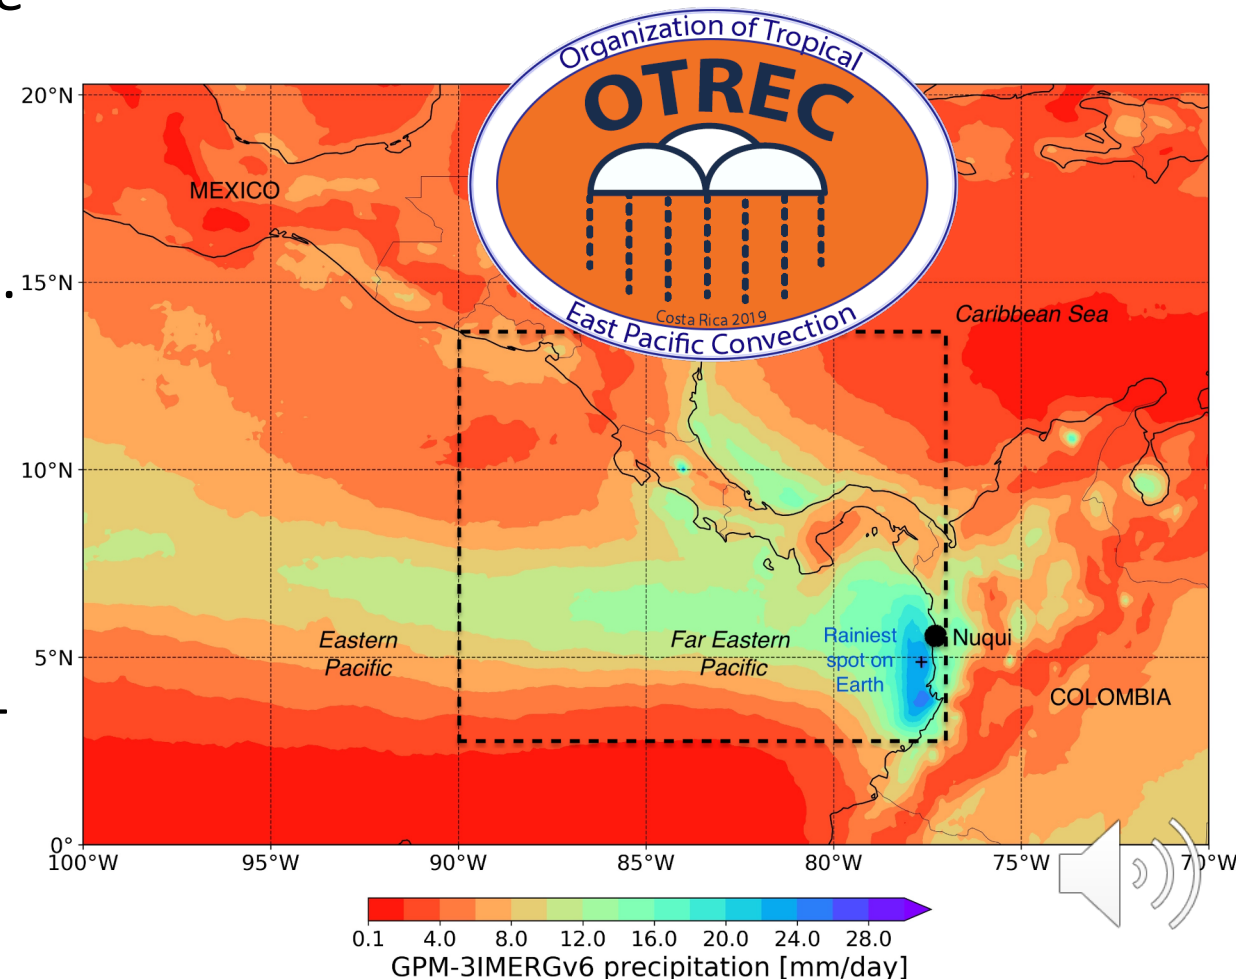 Organization of Tropical
OTREC
Costa Rica 2019
East Pacific Convection
20°N
15°N
10°N
5°N
0°
MEXICO
Caribbean Sea
Eastern
Pacific
Far Eastern
Pacific
Rainiest
spot on
Earth
+
Nuqui
COLOMBIA
100°W 95°W 90°W 85°W 80°W 75°W 70°W
0.1 4.0 8.0 12.0 16.0 20.0 24.0 28.0
GPM-3IMERGv6 precipitation [mm/day]